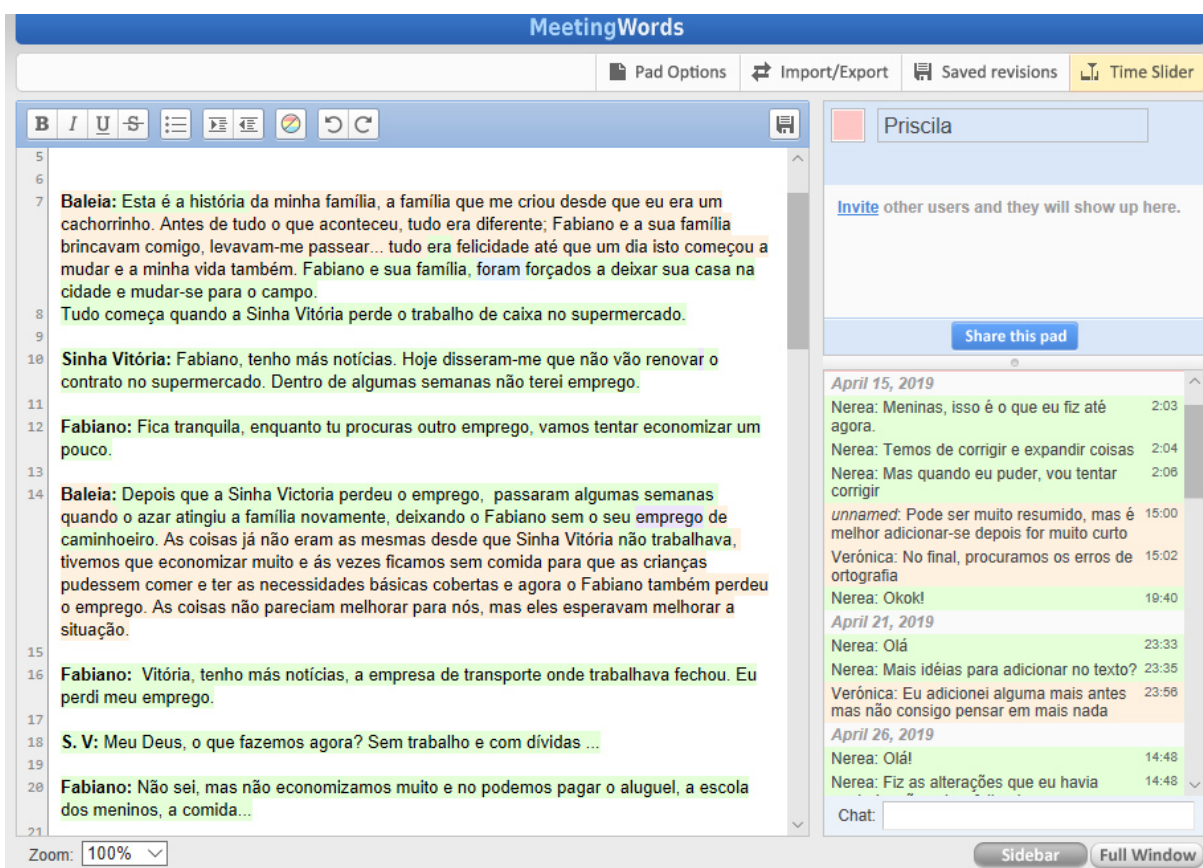 MeetingWords
Pad Options
Import/Export
Saved revisions
Time Slider
B I U S
Priscila
Invite other users and they will show up here.
Share this pad
5
6
7 Baleia: Esta é a história da minha família, a família que me criou desde que eu era um
cachorrinho. Antes de tudo o que aconteceu, tudo era diferente; Fabiano e a sua família
brincavam comigo, levavam-me passear... tudo era felicidade até que um dia isto começou a
mudar e a minha vida também. Fabiano e sua família, foram forçados a deixar sua casa na
cidade e mudar-se para o campo.
8 Tudo começa quando a Sinha Vitória perde o trabalho de caixa no supermercado.
9
10 Sinha Vitória: Fabiano, tenho más notícias. Hoje disseram-me que não vão renovar o
contrato no supermercado. Dentro de algumas semanas não terei emprego.
11
12 Fabiano: Fica tranquila, enquanto tu procuras outro emprego, vamos tentar economizar um
pouco.
13
14 Baleia: Depois que a Sinha Victoria perdeu o emprego, passaram algumas semanas
quando o azar atingiu a família novamente, deixando o Fabiano sem o seu emprego de
caminhoeiro. As coisas já não eram as mesmas desde que Sinha Vitória não trabalhava,
tivemos que economizar muito e ás vezes ficamos sem comida para que as crianças
pudessem comer e ter as necessidades básicas cobertas e agora o Fabiano também perdeu
o emprego. As coisas não pareciam melhorar para nós, mas eles esperavam melhorar a
situação.
15
16 Fabiano: Vitória, tenho más notícias, a empresa de transporte onde trabalhava fechou. Eu
perdi meu emprego.
17
18 S. V: Meu Deus, o que fazemos agora? Sem trabalho e com dívidas ...
19
20 Fabiano: Não sei, mas não economizamos muito e no podemos pagar o aluguel, a escola
dos meninos, a comida...
21
April 15, 2019
Nerea: Meninas, isso é o que eu fiz até 2:03
agora.
Nerea: Temos de corrigir e expandir coisas 2:04
Nerea: Mas quando eu puder, vou tentar 2:06
corrigir
unnamed: Pode ser muito resumido, mas é 15:00
melhor adicionar-se depois for muito curto
Verónica: No final, procuramos os erros de 15:02
ortografia
Nerea: Okok! 19:40
April 21, 2019
Nerea: Olá 23:33
Nerea: Mais idéias para adicionar no texto? 23:35
Verónica: Eu adicionei alguma mais antes 23:56
mas não consigo pensar em mais nada
April 26, 2019
Nerea: Olá! 14:48
Nerea: Fiz as alterações que eu havia 14:48
Chat:
Zoom: 100%
Sidebar
Full Window